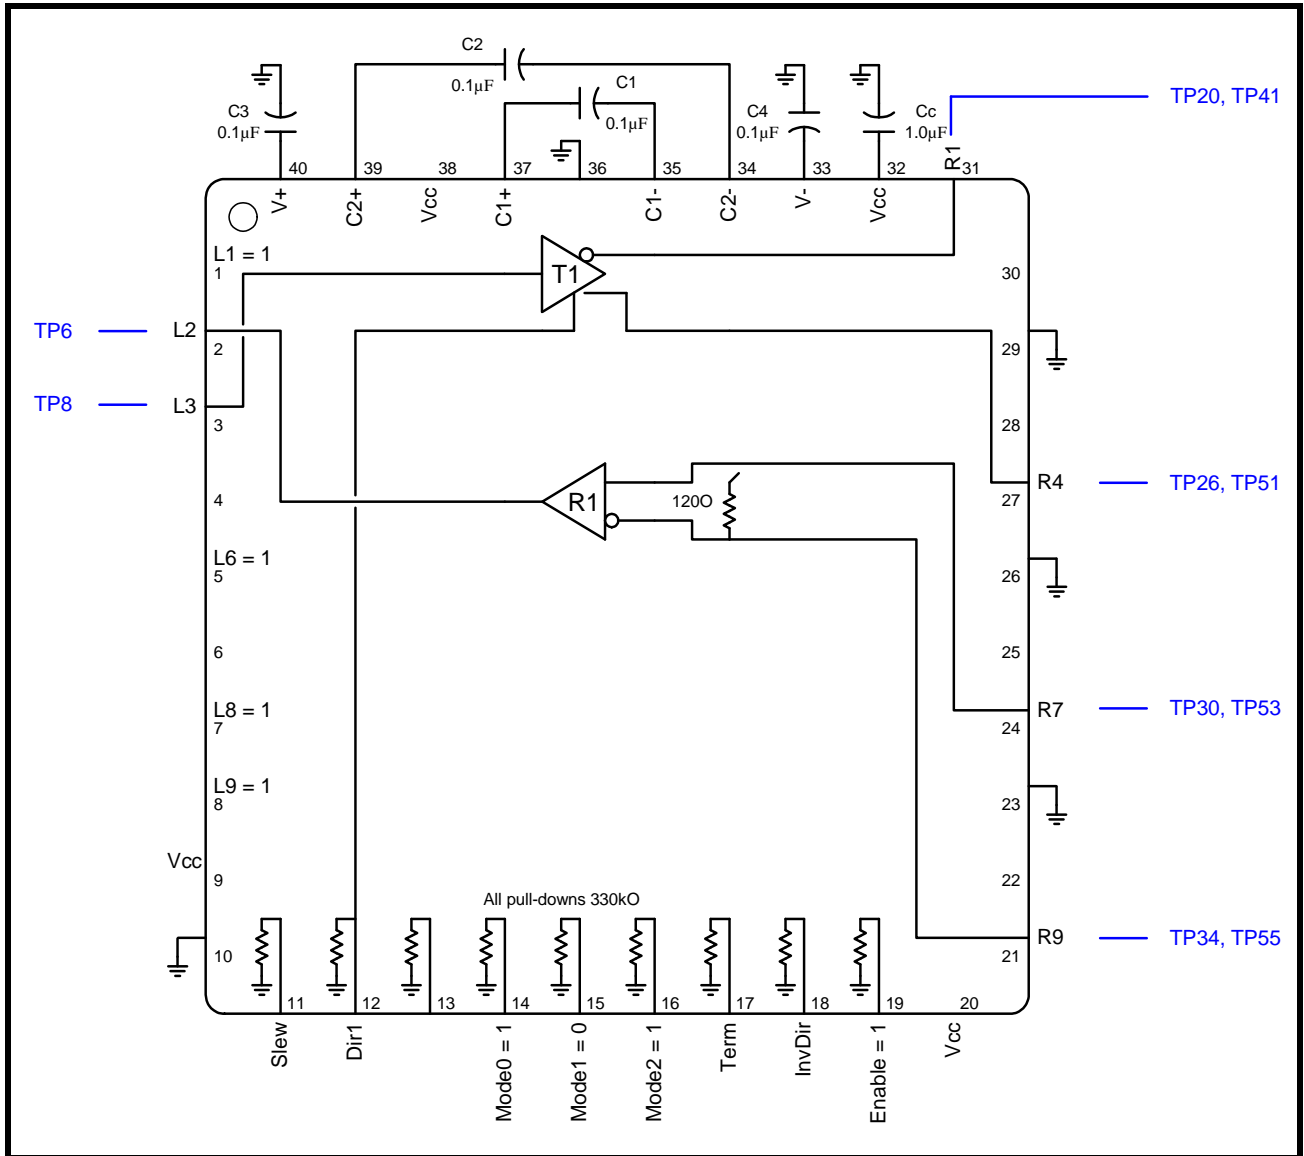 C2
0.1µF
C1
0.1µF
C3
0.1µF
C4
0.1µF
Cc
1.0µF
TP20, TP41
R1
40
39
38
37
36
35
34
33
32
31
V+
C2+
Vcc
C1+
C1-
C2-
V-
Vcc
L1 = 1
1
T1
30
TP6
L2
2
29
TP8
L3
3
28
4
R1
120O
R4
27
TP26, TP51
L6 = 1
5
26
6
25
L8 = 1
7
R7
24
TP30, TP53
L9 = 1
8
23
Vcc
9
22
All pull-downs 330kO
10
R9
21
TP34, TP55
11
12
13
14
15
16
17
18
19
20
Slew
Dir1
Mode0 = 1
Mode1 = 0
Mode2 = 1
Term
InvDir
Enable = 1
Vcc